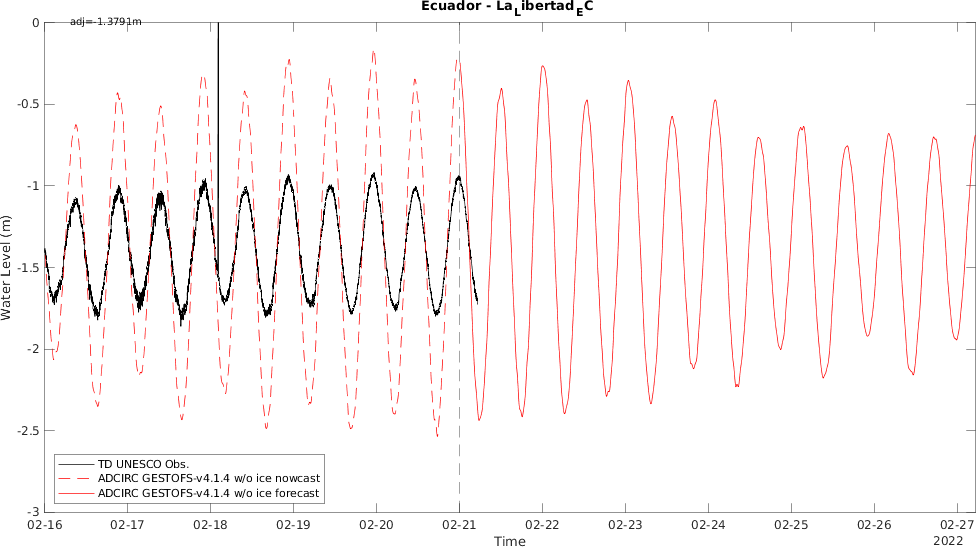 Ecuador - LaLibertadEC
adj=-1.3791m
0
-0.5
-1
-1.5
-2
-2.5
-3
Water Level (m)
TD UNESCO Obs.
ADCIRC GESTOFS-v4.1.4 w/o ice nowcast
ADCIRC GESTOFS-v4.1.4 w/o ice forecast
02-16 02-17 02-18 02-19 02-20 02-21 02-22 02-23 02-24 02-25 02-26 02-27
Time
2022